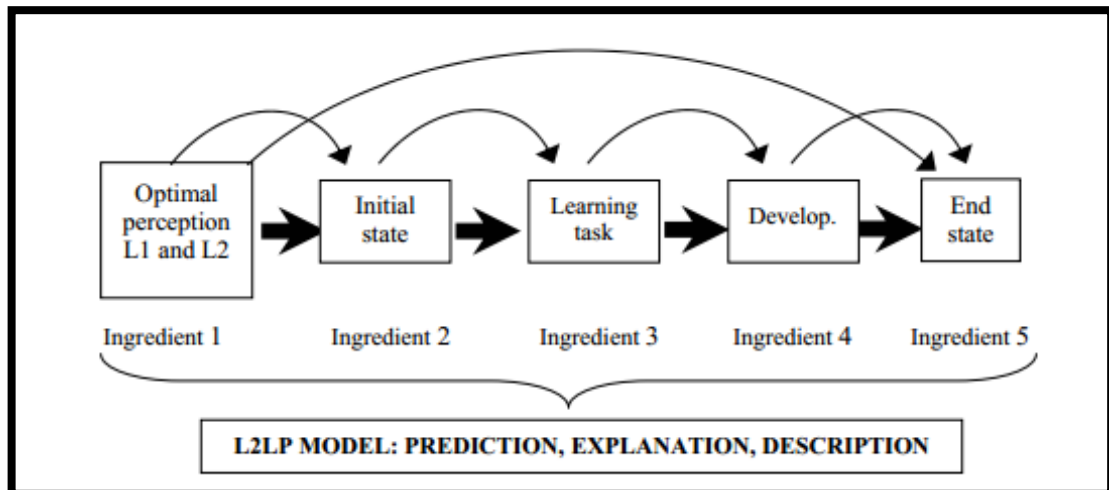 Optimal
perception
L1 and L2
Initial
state
Learning
task
Develop.
End
state
Ingredient 1
Ingredient 2
Ingredient 3
Ingredient 4
Ingredient 5
L2LP MODEL: PREDICTION, EXPLANATION, DESCRIPTION